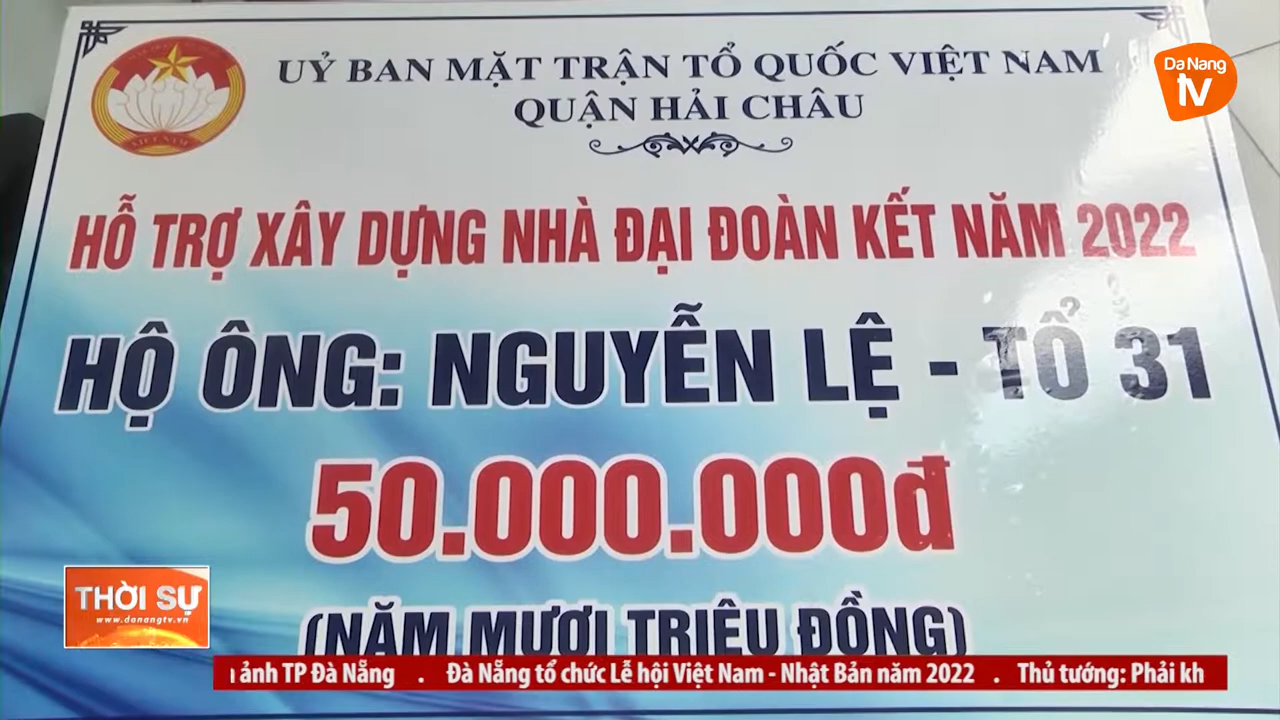 UỶ BAN MẶT TRẬN TỔ QUỐC VIỆT NAM
QUẬN HẢI CHÂU
VIỆT NAM
Da Nang
tv
HỖ TRỢ XÂY DỰNG NHÀ ĐẠI ĐOÀN KẾT NĂM 2022
HỘ ÔNG: NGUYỄN LỆ - TỔ 31
50.000.000đ
(NĂM MƯƠI TRIỆU ĐỒNG)
THỜI SỰ
www.danangtv.vn
ảnh TP Đà Nẵng . Đà Nẵng tổ chức Lễ hội Việt Nam - Nhật Bản năm 2022 . Thủ tướng: Phải kh